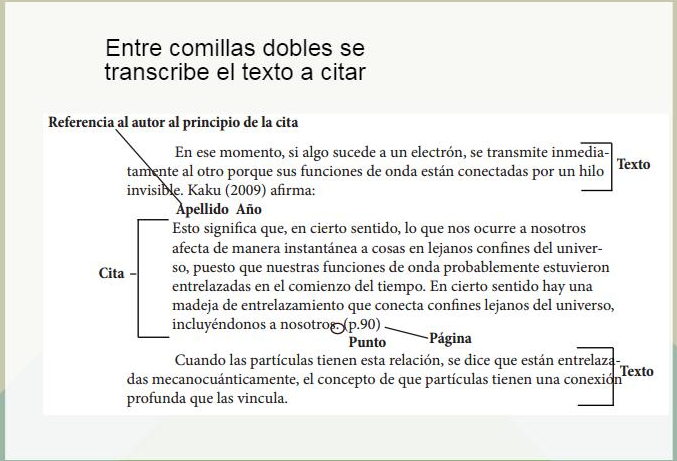 Entre comillas dobles se
transcribe el texto a citar
Referencia al autor al principio de la cita
En ese momento, si algo sucede a un electrón, se transmite inmedia-
tamente al otro porque sus funciones de onda están conectadas por un hilo
invisible. Kaku (2009) afirma:
Texto
Apellido Año
Esto significa que, en cierto sentido, lo que nos ocurre a nosotros
afecta de manera instantánea a cosas en lejanos confines del univer-
so, puesto que nuestras funciones de onda probablemente estuvieron
entrelazadas en el comienzo del tiempo. En cierto sentido hay una
madeja de entrelazamiento que conecta confines lejanos del universo,
incluyéndonos a nosotros. (p.90)
Cita
Punto
Página
Cuando las partículas tienen esta relación, se dice que están entrelaza-
das mecanocuánticamente, el concepto de que partículas tienen una conexión
profunda que las vincula.
Texto